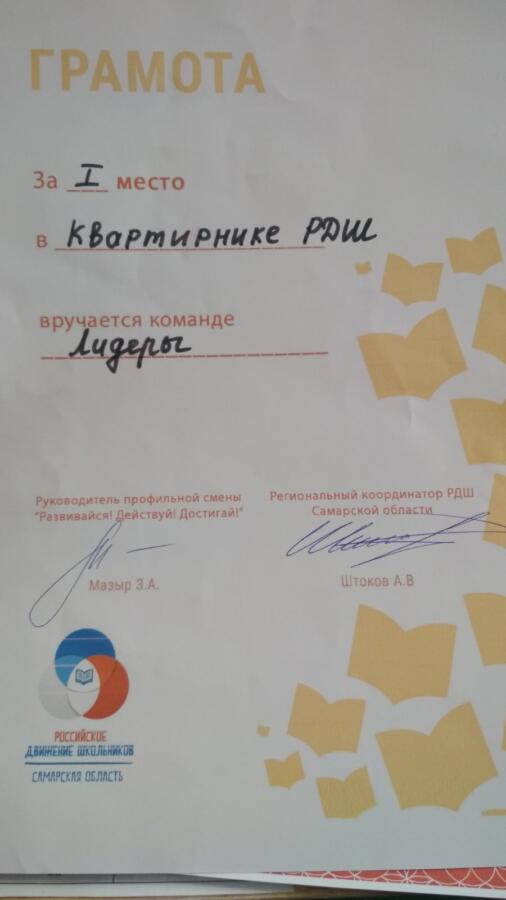 ГРАМОТА
За I место
в Квартирнике РДШ
вручается команде
Лидеры
Руководитель профильной смены
"Развивайся! Действуй! Достигай!"
Мазыр З.А.
Региональный координатор РДШ
Самарской области
Штоков А.В
РОССИЙСКОЕ
ДВИЖЕНИЕ ШКОЛЬНИКОВ
САМАРСКАЯ ОБЛАСТЬ